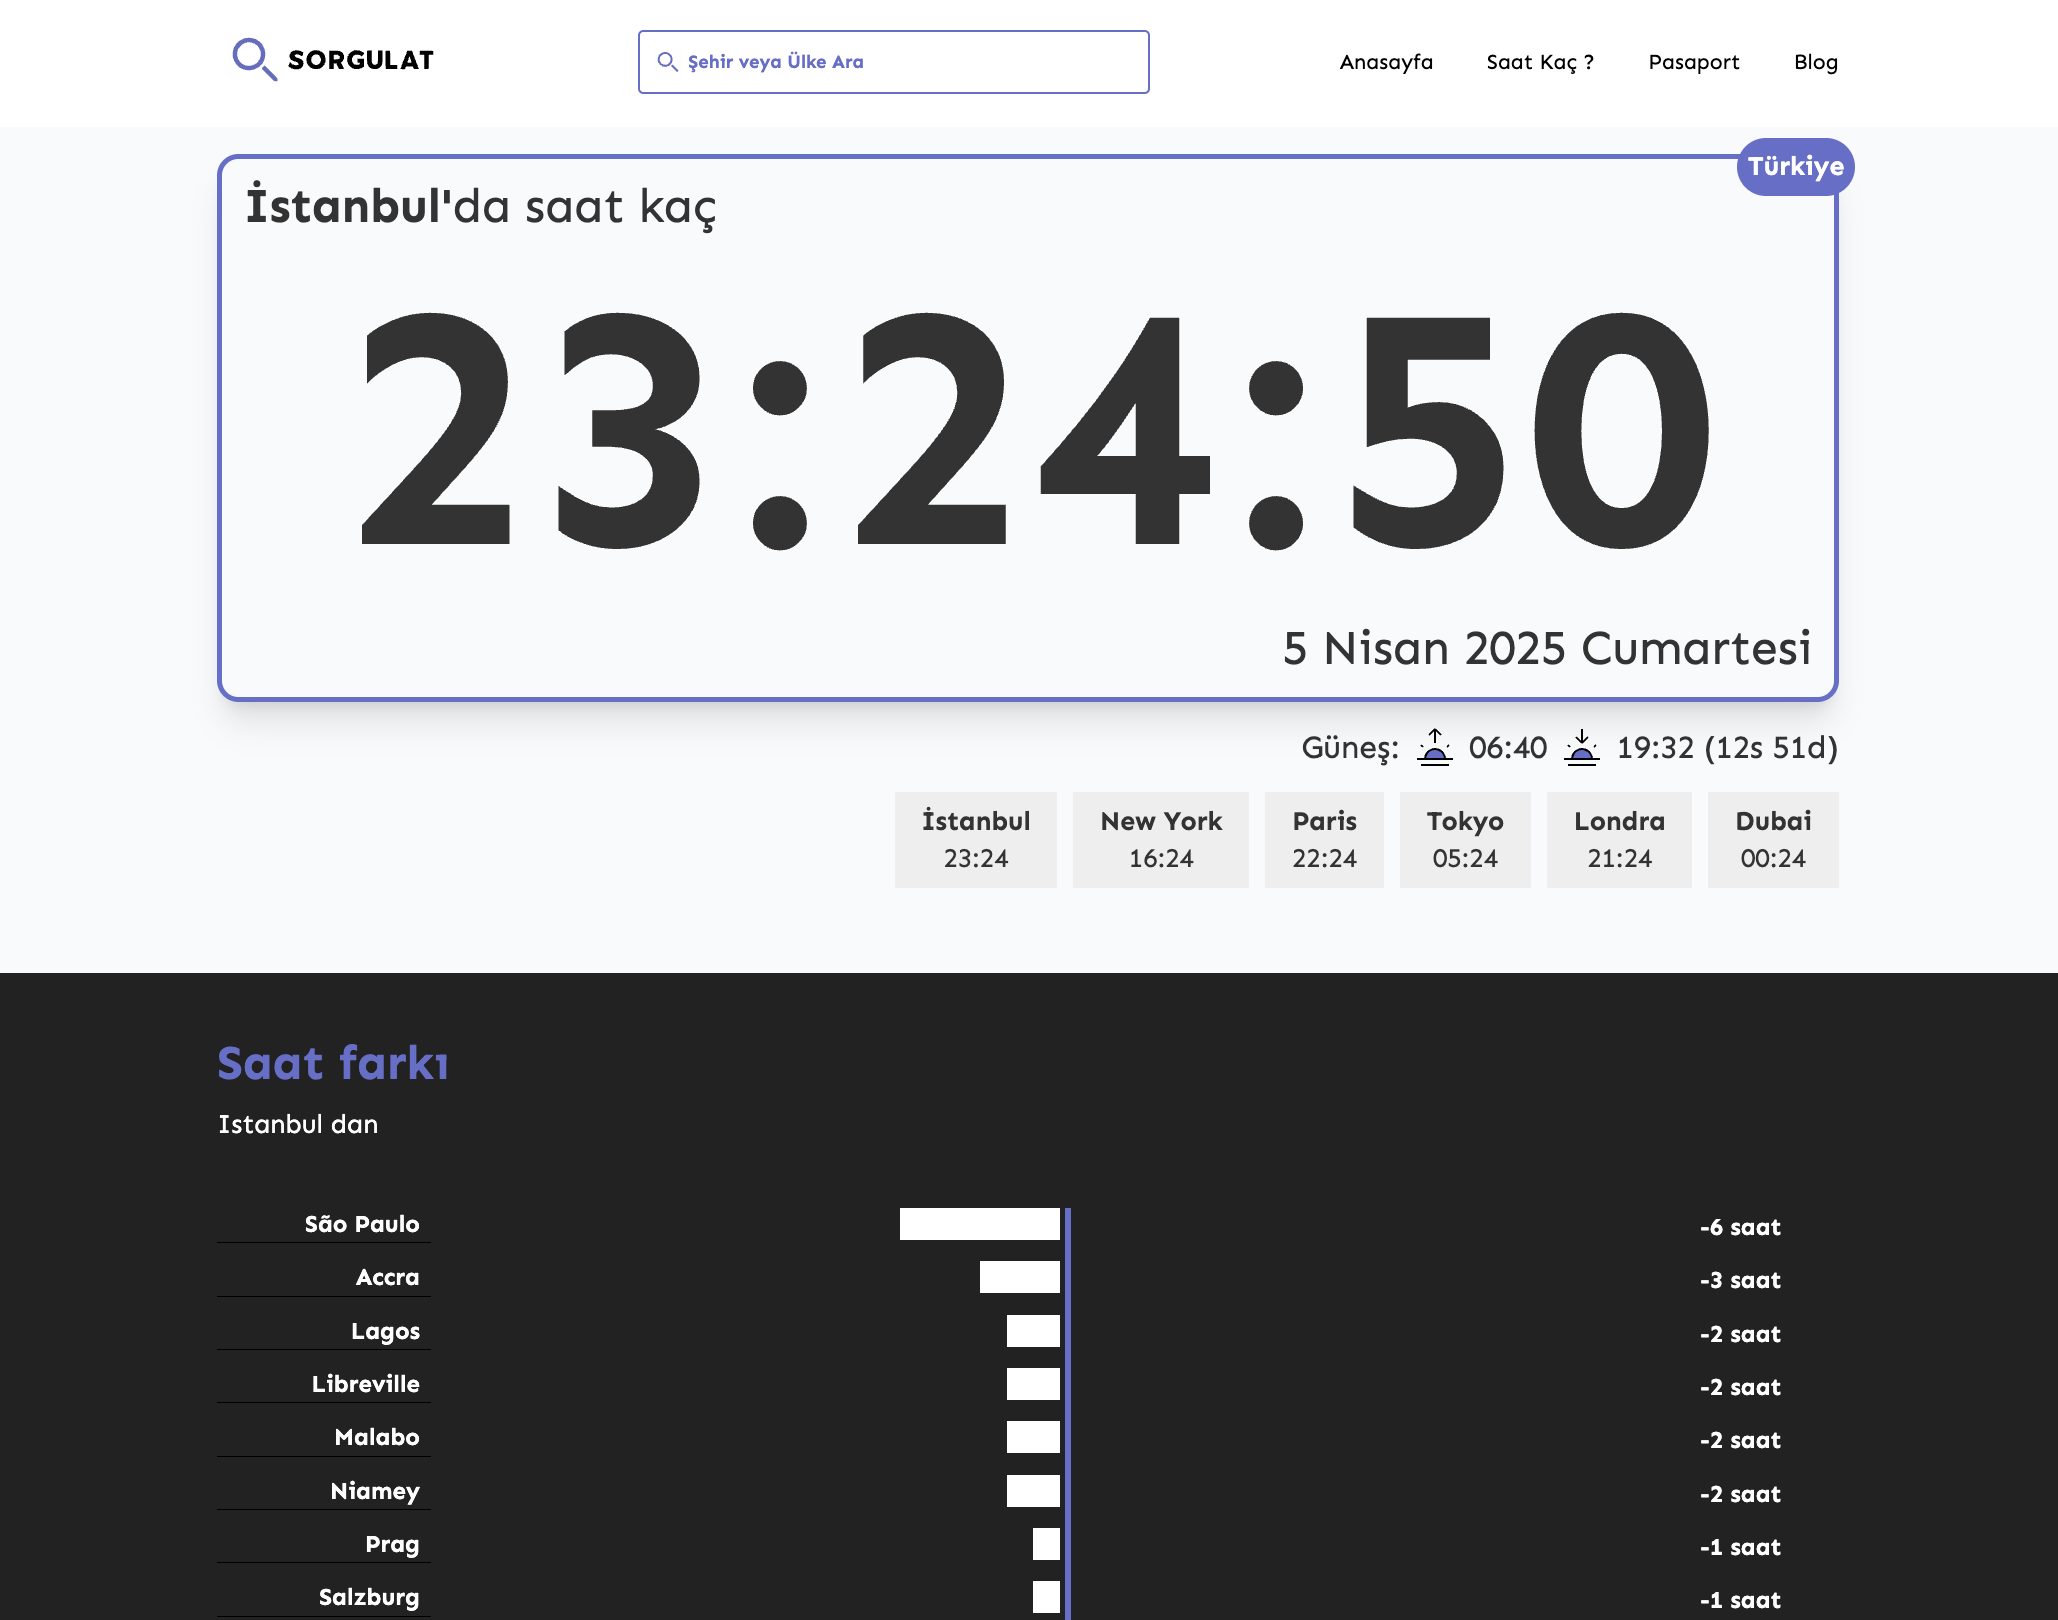 SORGULAT
Şehir veya Ülke Ara
Anasayfa Saat Kaç ? Pasaport Blog
Türkiye
İstanbul'da saat kaç
23:24:50
5 Nisan 2025 Cumartesi
Güneş: 06:40 19:32 (12s 51d)
İstanbul New York Paris Tokyo Londra Dubai
23:24 16:24 22:24 05:24 21:24 00:24
Saat farkı
Istanbul dan
São Paulo -6 saat
Accra -3 saat
Lagos -2 saat
Libreville -2 saat
Malabo -2 saat
Niamey -2 saat
Prag -1 saat
Salzburg -1 saat